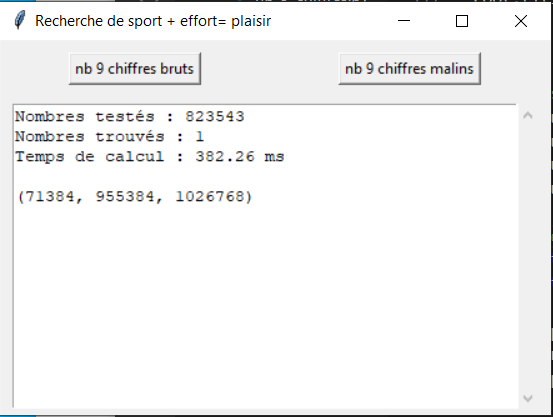 Recherche de sport + effort= plaisir
nb 9 chiffres bruts
nb 9 chiffres malins
Nombres testés : 823543
Nombres trouvés : 1
Temps de calcul : 382.26 ms
(71384, 955384, 1026768)